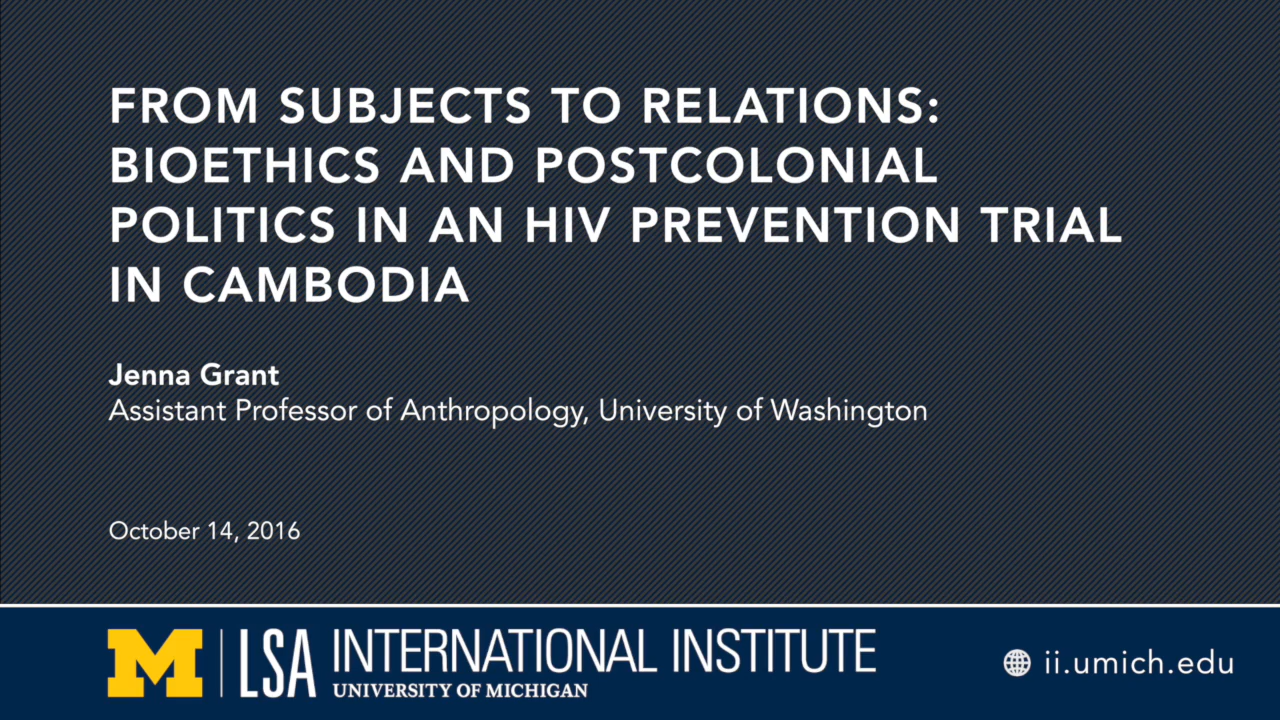 FROM SUBJECTS TO RELATIONS:
BIOETHICS AND POSTCOLONIAL
POLITICS IN AN HIV PREVENTION TRIAL
IN CAMBODIA
Jenna Grant
Assistant Professor of Anthropology, University of Washington
October 14, 2016
M LSA INTERNATIONAL INSTITUTE
UNIVERSITY OF MICHIGAN
ii.umich.edu